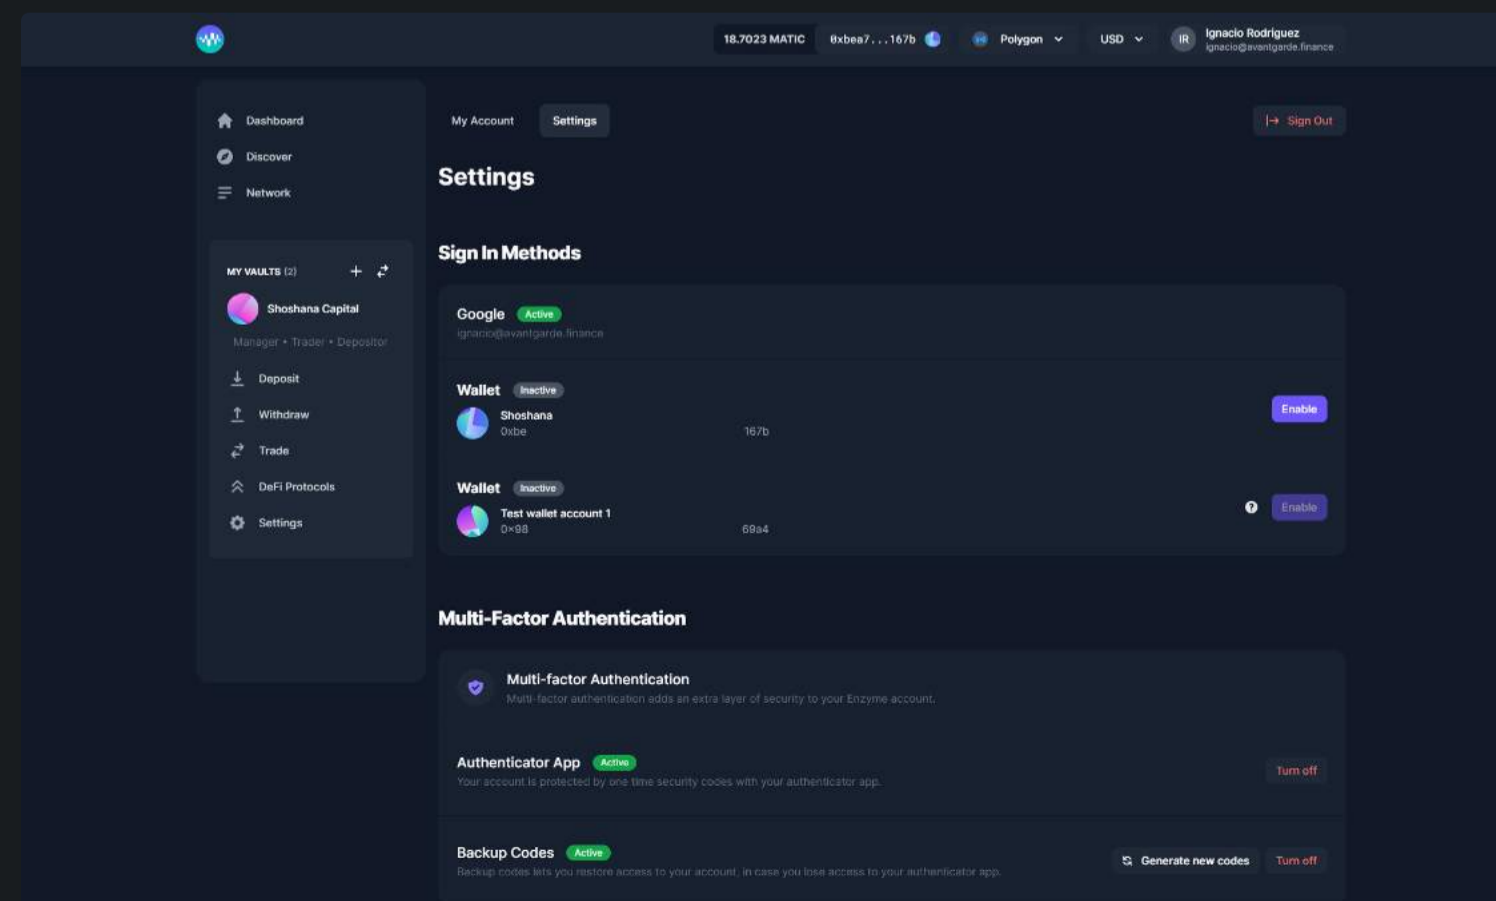 18.7023 MATIC
0xbea7...167b
Polygon
USD
IR
Ignacio Rodriguez
ignacio@avantgarde.finance
Dashboard
Discover
Network
MY VAULTS (2)
Shoshana Capital
Manager • Trader • Depositor
Deposit
Withdraw
Trade
DeFi Protocols
Settings
My Account
Settings
Sign Out
Settings
Sign In Methods
Google Active
ignacio@avantgarde.finance
Wallet Inactive
Shoshana
0xbe 167b
Enable
Wallet Inactive
Test wallet account 1
0×98 69a4
?
Enable
Multi-Factor Authentication
Multi-factor Authentication
Multi-factor authentication adds an extra layer of security to your Enzyme account.
Authenticator App Active
Your account is protected by one time security codes with your authenticator app.
Turn off
Backup Codes Active
Backup codes lets you restore access to your account, in case you lose access to your authenticator app.
Generate new codes
Turn off